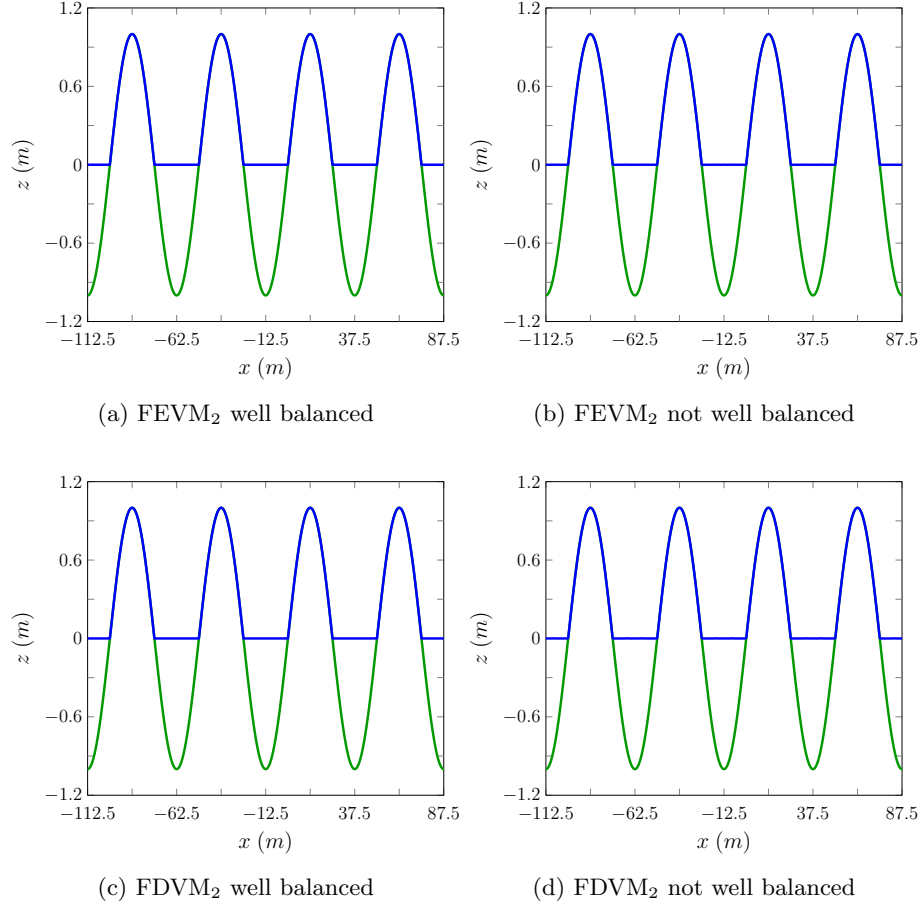 1.2
0.6
0
−0.6
−1.2
z (m)
−112.5 −62.5 −12.5 37.5 87.5
x (m)
(a) FEVM₂ well balanced
1.2
0.6
0
−0.6
−1.2
z (m)
−112.5 −62.5 −12.5 37.5 87.5
x (m)
(b) FEVM₂ not well balanced
1.2
0.6
0
−0.6
−1.2
z (m)
−112.5 −62.5 −12.5 37.5 87.5
x (m)
(c) FDVM₂ well balanced
1.2
0.6
0
−0.6
−1.2
z (m)
−112.5 −62.5 −12.5 37.5 87.5
x (m)
(d) FDVM₂ not well balanced